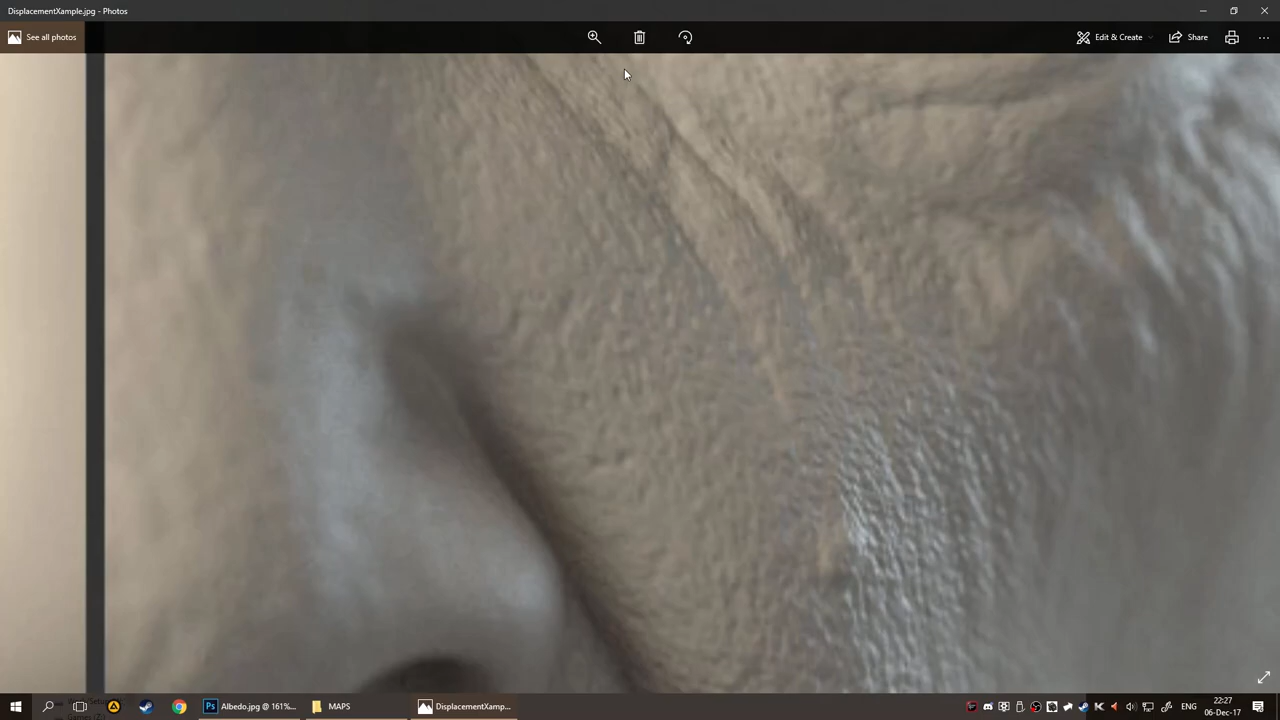 DisplacementXample.jpg - Photos
See all photos
Edit & Create
Share
Albedo.jpg @ 161%...
MAPS
DisplacementXamp...
ENG
22:27
06-Dec-17